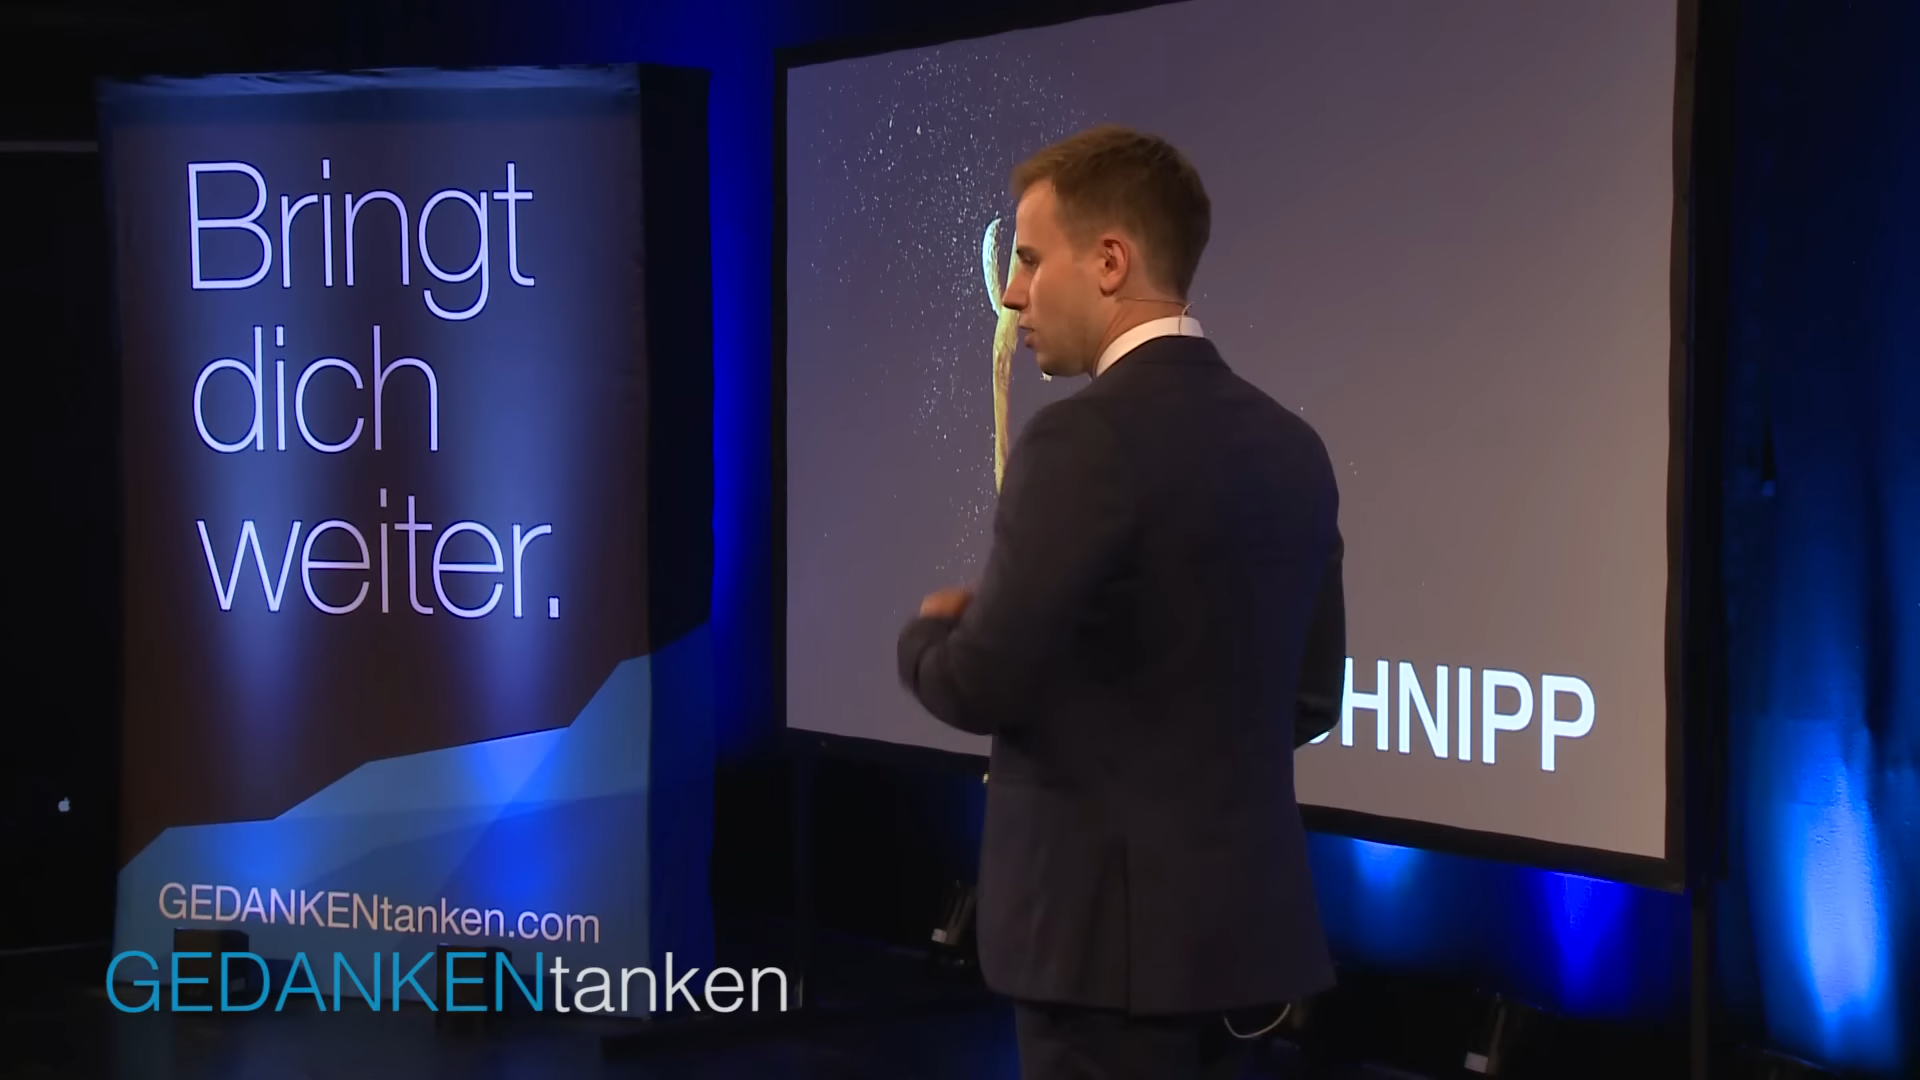 Bringt
dich
weiter.
HNIPP
GEDANKENtanken.com
GEDANKENtanken